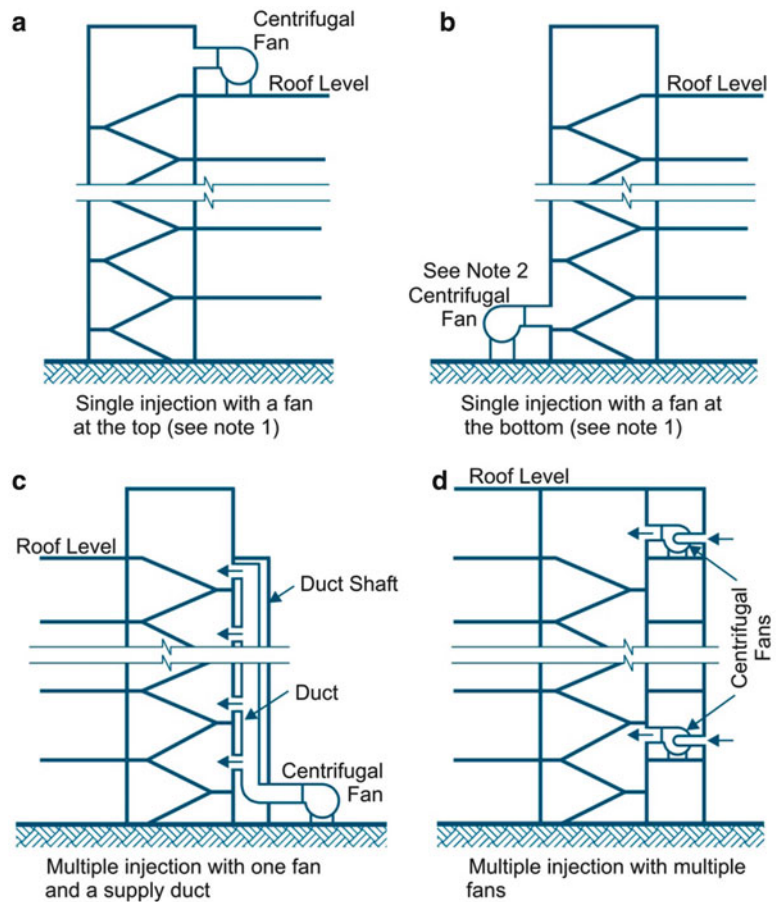 a
Centrifugal
Fan
Roof Level
Single injection with a fan
at the top (see note 1)
b
Roof Level
See Note 2
Centrifugal
Fan
Single injection with a fan at
the bottom (see note 1)
c
Roof Level
Duct Shaft
Duct
Centrifugal
Fan
Multiple injection with one fan
and a supply duct
d
Roof Level
Centrifugal
Fans
Multiple injection with multiple
fans